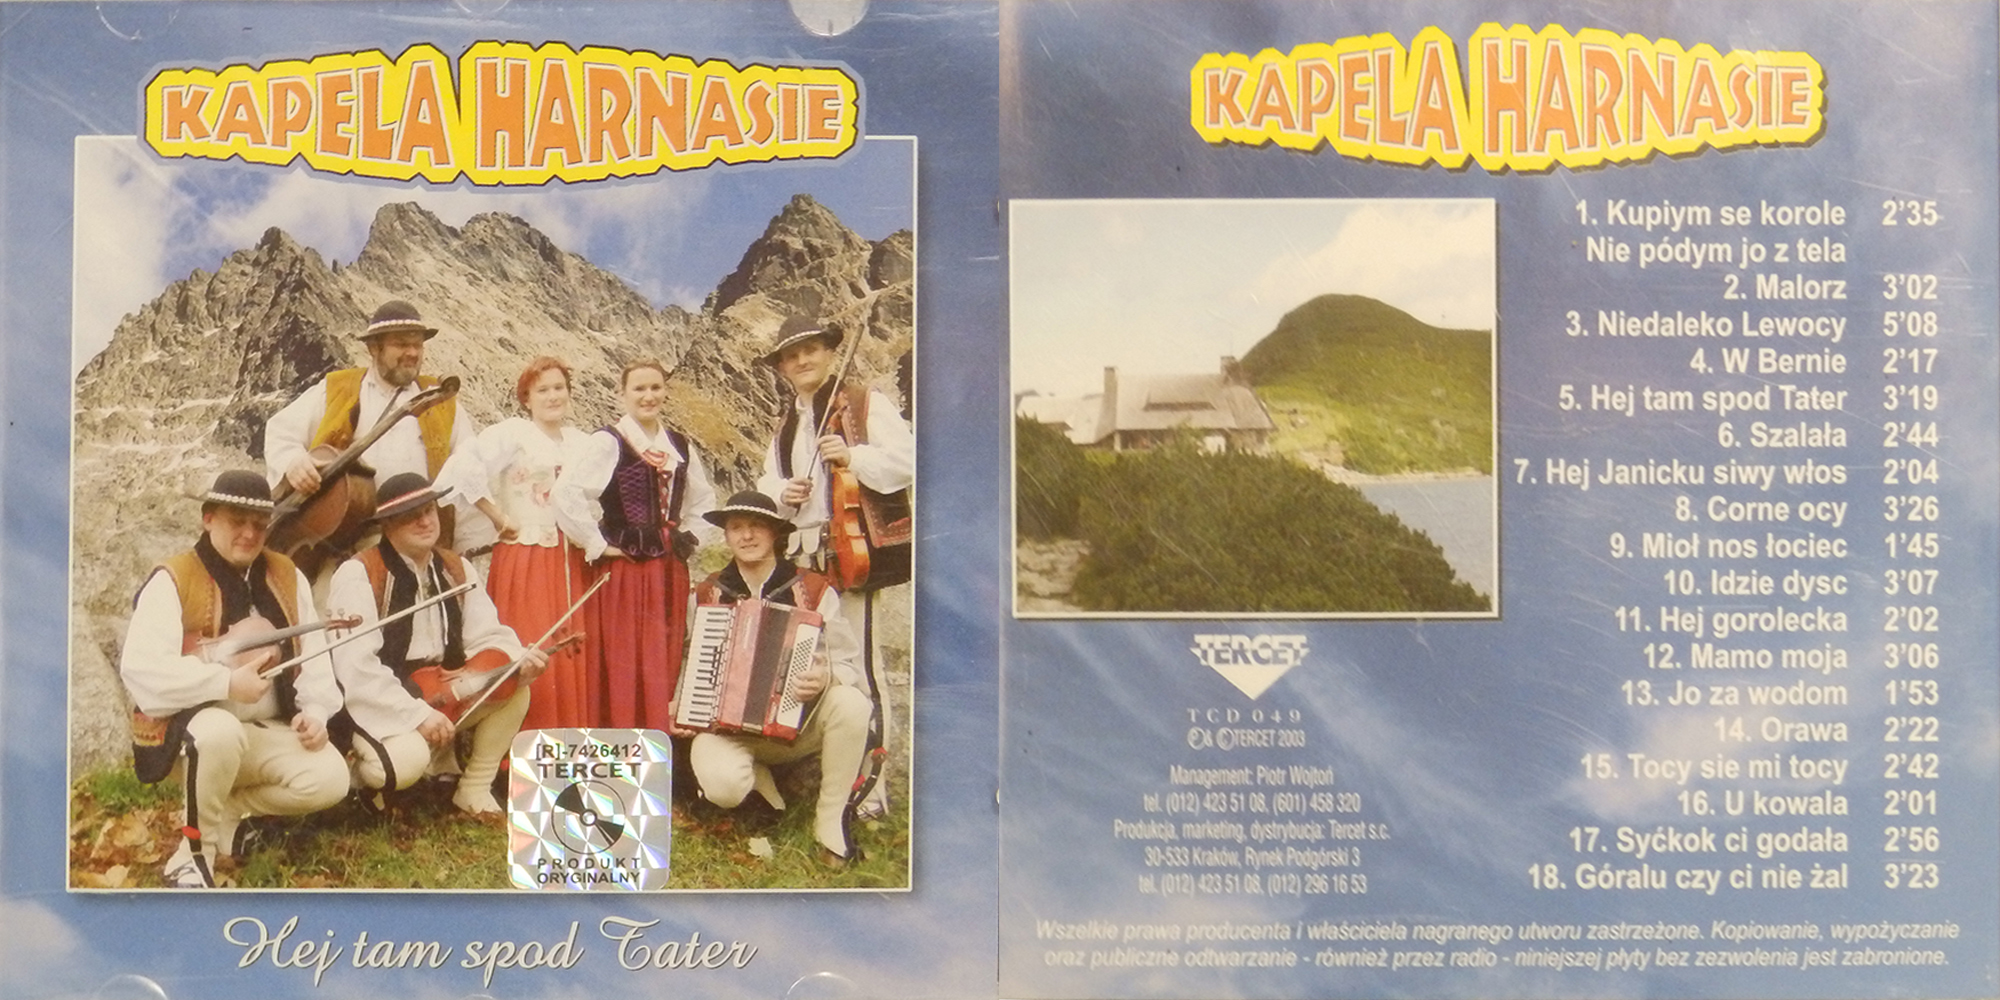 KAPELA HARNASIE
[R]-7426412
TERCET
PRODUKT
ORYGINALNY
Hej tam spod Tater
KAPELA HARNASIE
1. Kupiym se korole 2'35
Nie pódym jo z tela
2. Malorz 3'02
3. Niedaleko Lewocy 5'08
4. W Bernie 2'17
5. Hej tam spod Tater 3'19
6. Szalała 2'44
7. Hej Janicku siwy włos 2'04
8. Corne ocy 3'26
9. Mioł nos łociec 1'45
10. Idzie dysc 3'07
11. Hej gorolecka 2'02
12. Mamo moja 3'06
13. Jo za wodom 1'53
14. Orawa 2'22
15. Tocy sie mi tocy 2'42
16. U kowala 2'01
17. Syćkok ci godała 2'56
18. Góralu czy ci nie żal 3'23
TERCET
TCD 049
℗& ©TERCET 2003
Management: Piotr Wojtoń
tel. (012) 423 51 08, (601) 458 320
Produkcja, marketing, dystrybucja: Tercet s.c.
30-533 Kraków, Rynek Podgórski 3
tel. (012) 423 51 08, (012) 296 16 53
Wszelkie prawa producenta i właściciela nagranego utworu zastrzeżone. Kopiowanie, wypożyczanie
oraz publiczne odtwarzanie - również przez radio - niniejszej płyty bez zezwolenia jest zabronione.